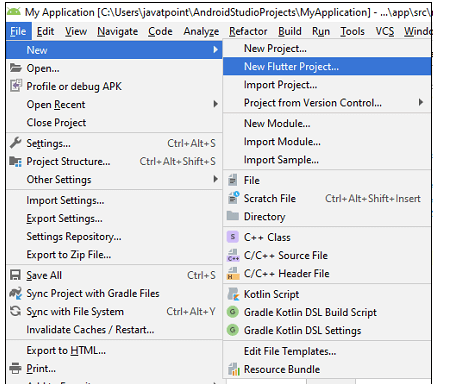 My Application [C:\Users\javatpoint\AndroidStudioProjects\MyApplication] - ...\app\src\
File Edit View Navigate Code Analyze Refactor Build Run Tools VCS
New
Open...
Profile or debug APK
Open Recent
Close Project
Settings... Ctrl+Alt+S
Project Structure... Ctrl+Alt+Shift+S
Other Settings
Import Settings...
Export Settings...
Settings Repository...
Export to Zip File...
Save All Ctrl+S
Sync Project with Gradle Files
Sync with File System Ctrl+Alt+Y
Invalidate Caches / Restart...
Export to HTML...
Print...
New Project...
New Flutter Project...
Import Project...
Project from Version Control...
New Module...
Import Module...
Import Sample...
File
Scratch File Ctrl+Alt+Shift+Insert
Directory
S C++ Class
C++ C/C++ Source File
H C/C++ Header File
Kotlin Script
G Gradle Kotlin DSL Build Script
G Gradle Kotlin DSL Settings
Edit File Templates...
Resource Bundle